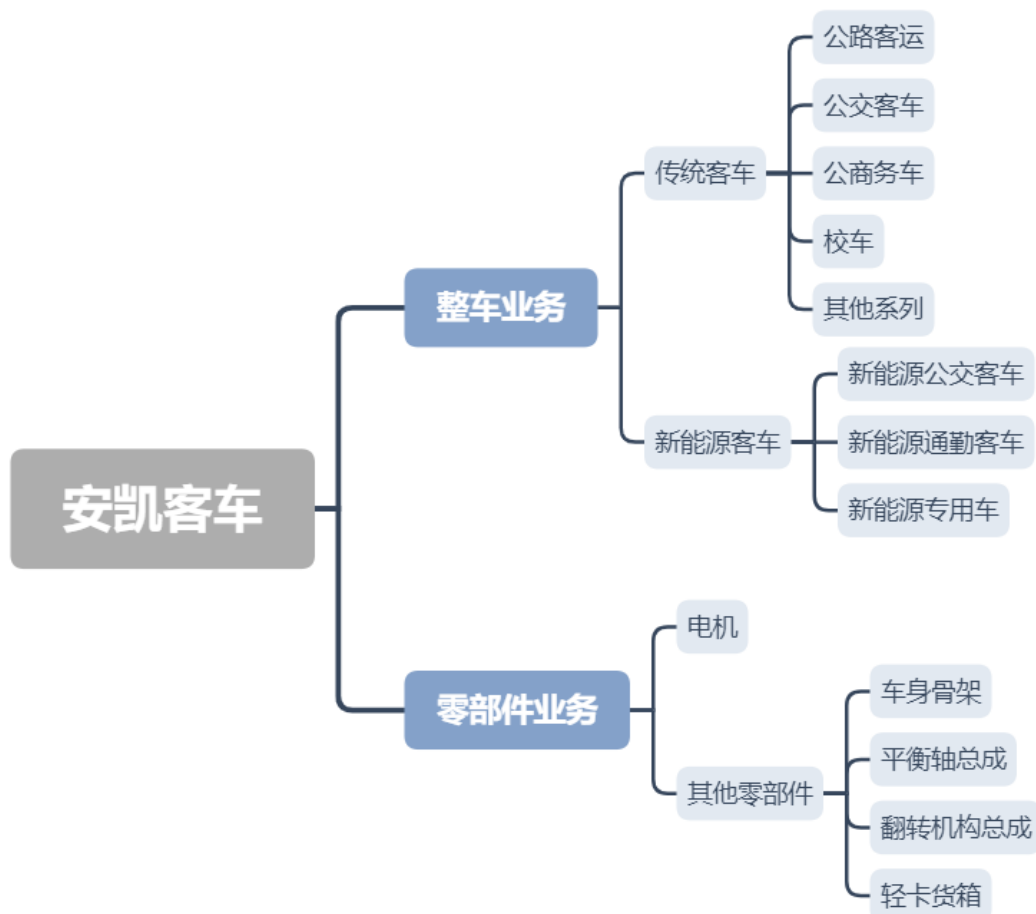 安凯客车
整车业务
传统客车
公路客运
公交客车
公商务车
校车
其他系列
新能源客车
新能源公交客车
新能源通勤客车
新能源专用车
零部件业务
电机
其他零部件
车身骨架
平衡轴总成
翻转机构总成
轻卡货箱